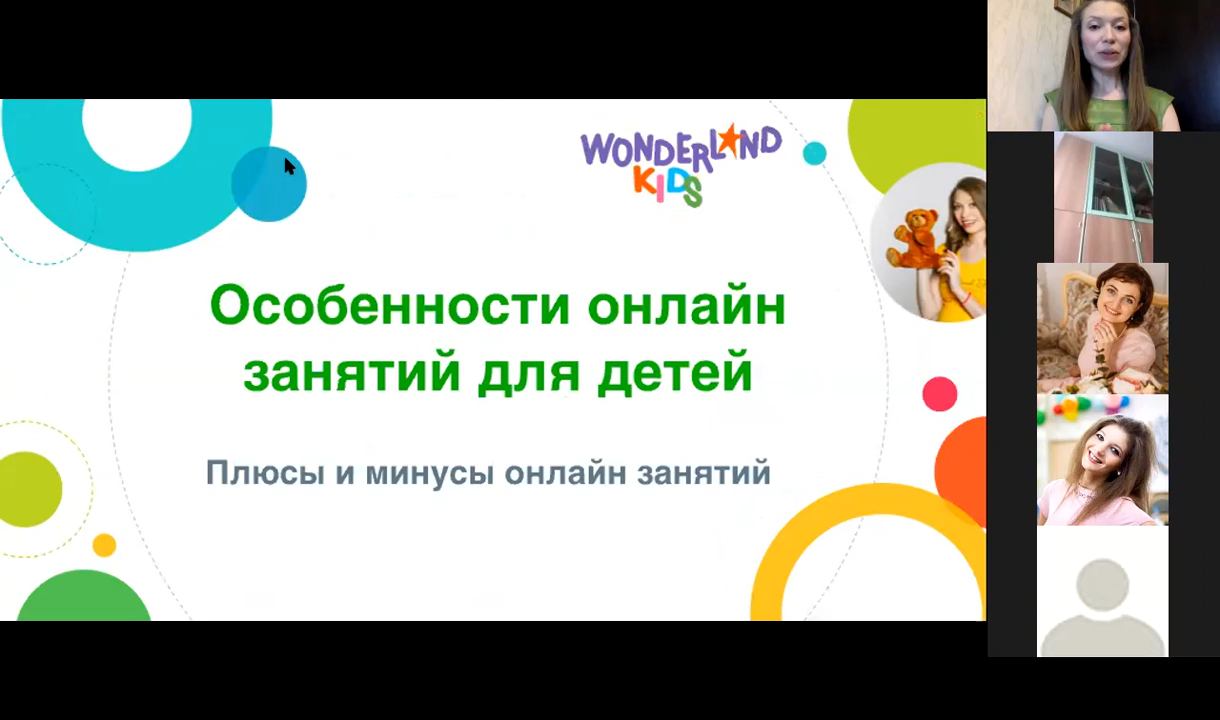 WONDERLAND
KIDS
Особенности онлайн
занятий для детей
Плюсы и минусы онлайн занятий